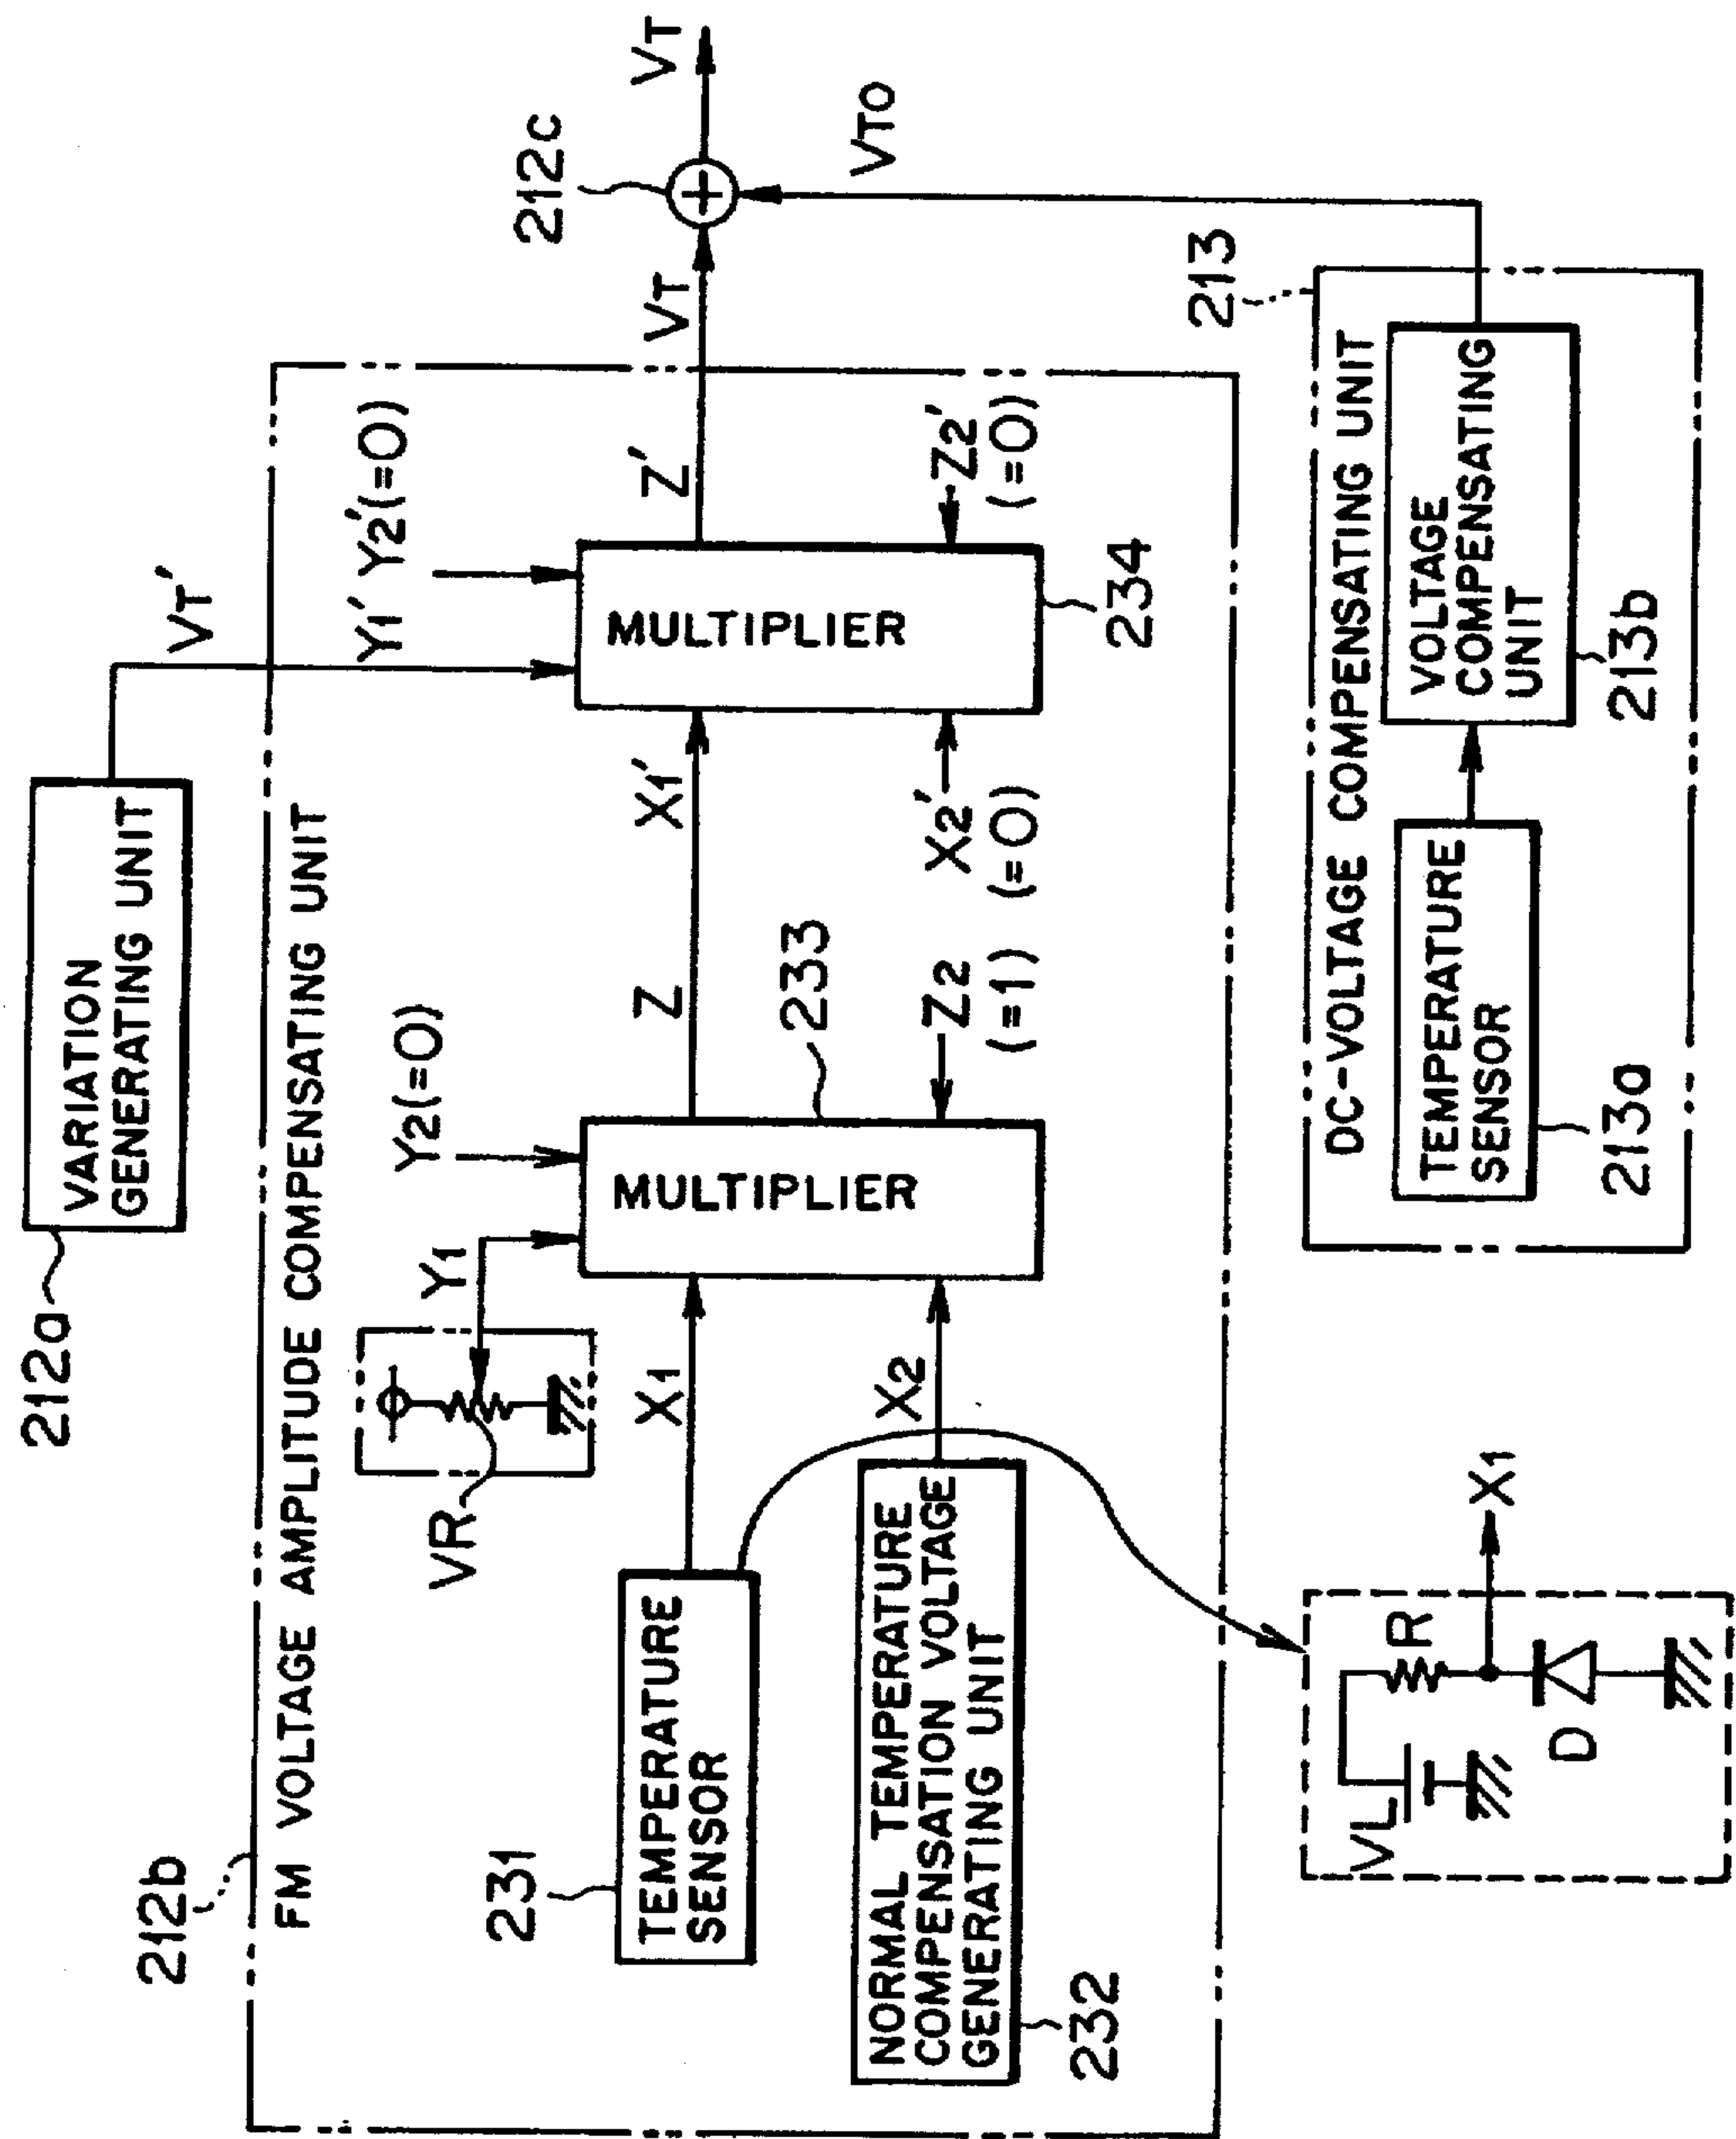 212a
VARIATION
GENERATING UNIT
VT'
212b
FM VOLTAGE AMPLITUDE COMPENSATING UNIT
VR
Y1
Y2(=0)
Y1'
Y2'(=0)
231
TEMPERATURE
SENSOR
X1
MULTIPLIER
233
Z
X1'
MULTIPLIER
Z'
VT
212c
+
VT
232
NORMAL TEMPERATURE
COMPENSATION VOLTAGE
GENERATING UNIT
X2
Z2
(=1)
X2'
(=0)
234
Z2'
(=0)
VTO
VL
R
D
X1
213
DC-VOLTAGE COMPENSATING UNIT
TEMPERATURE
SENSOR
213a
VOLTAGE
COMPENSATING
UNIT
213b